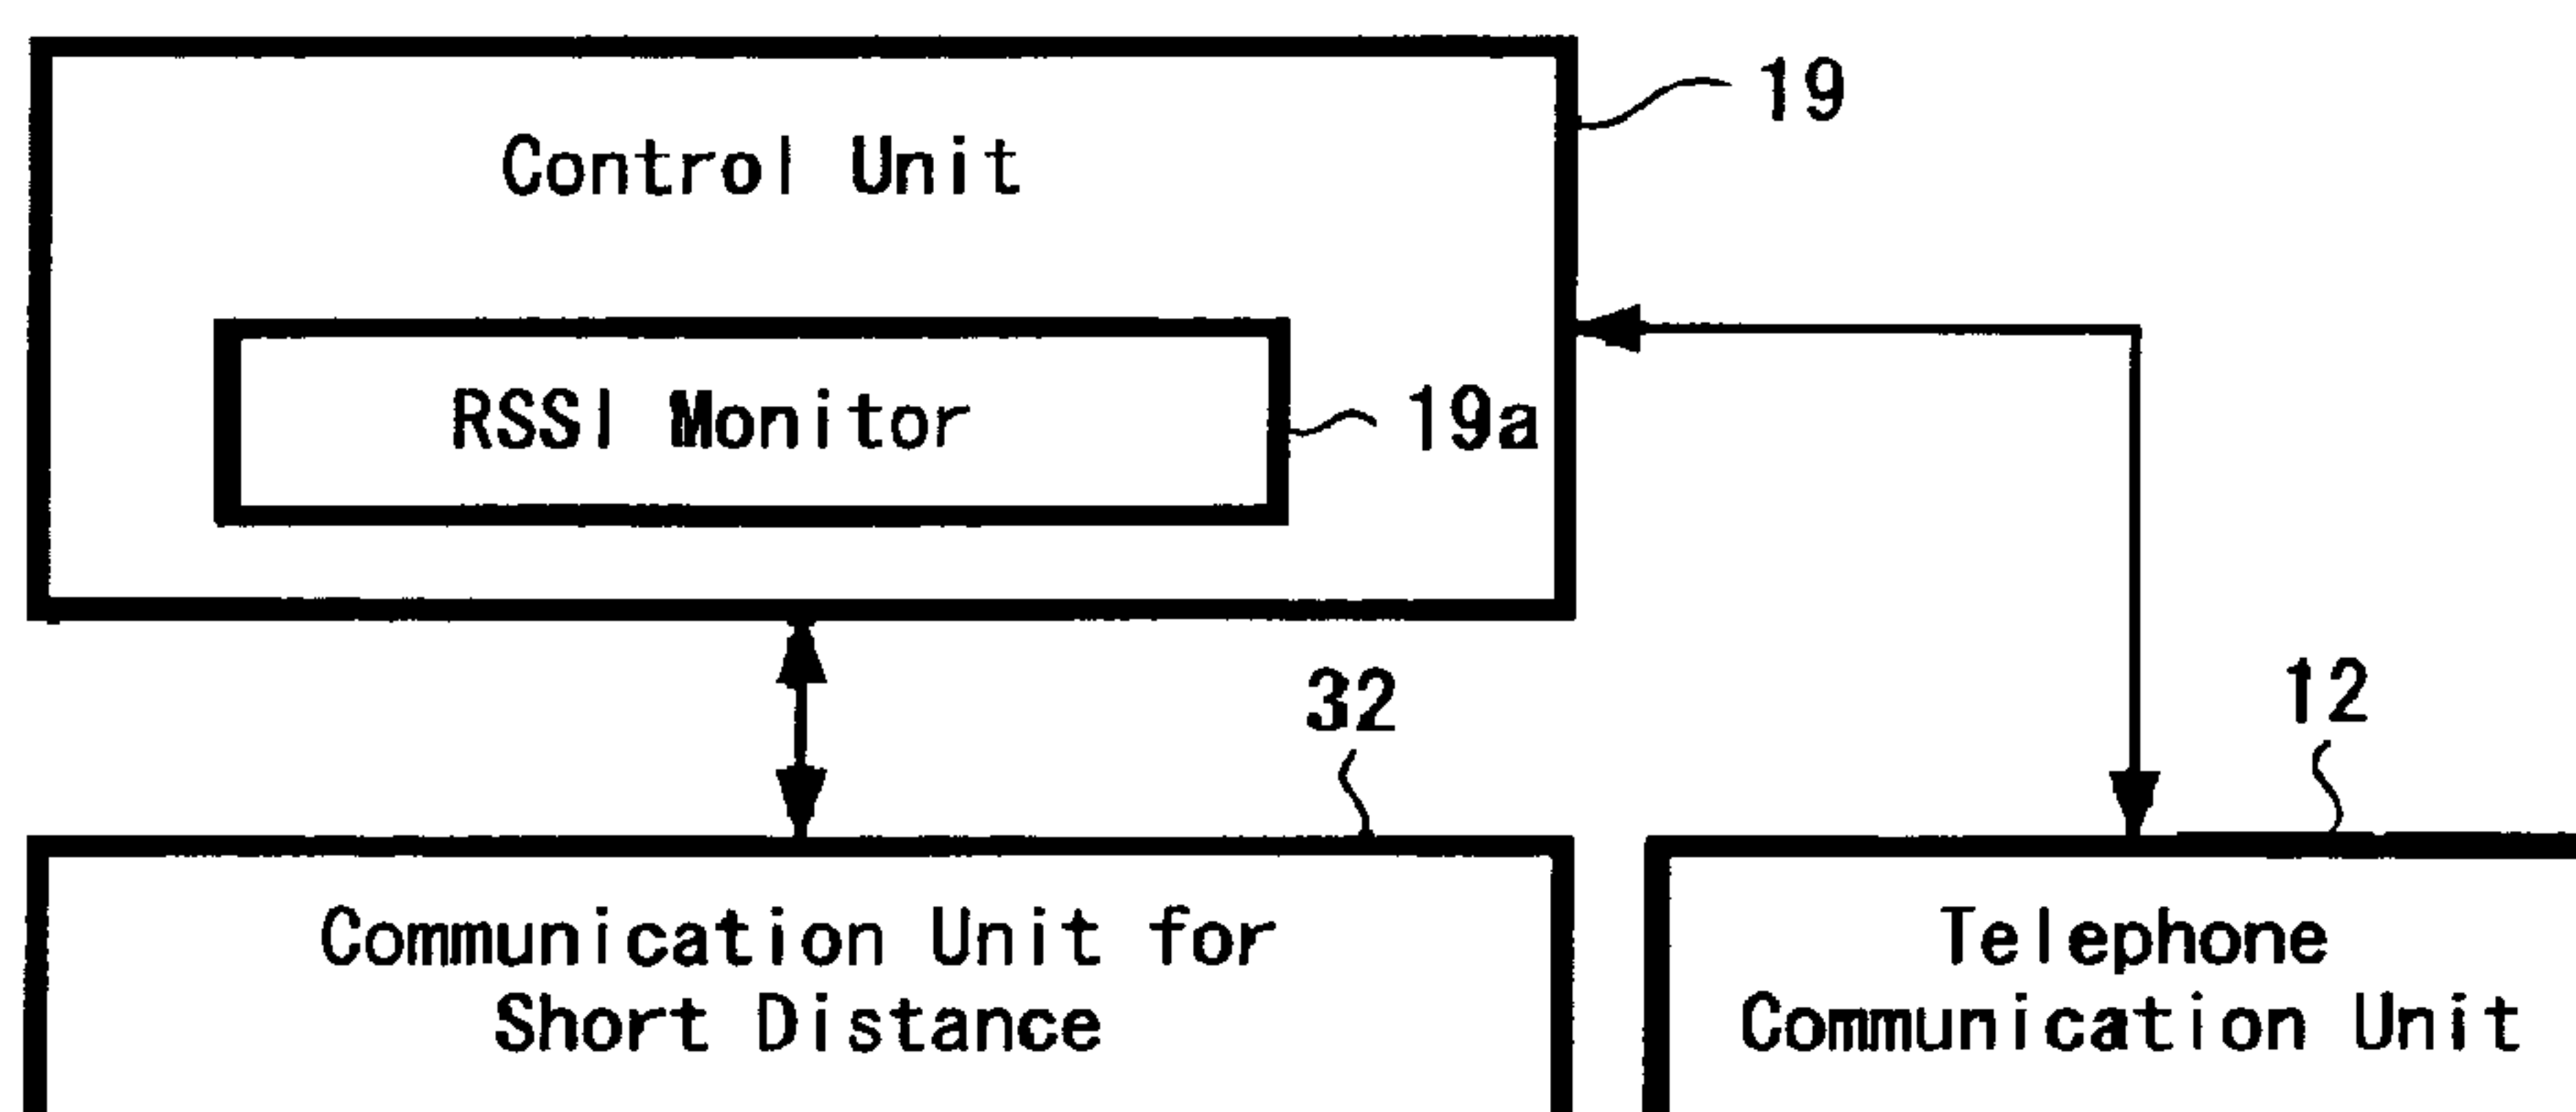 19
Control Unit
RSSI Monitor
19a
32
12
Communication Unit for
Short Distance
Telephone
Communication Unit